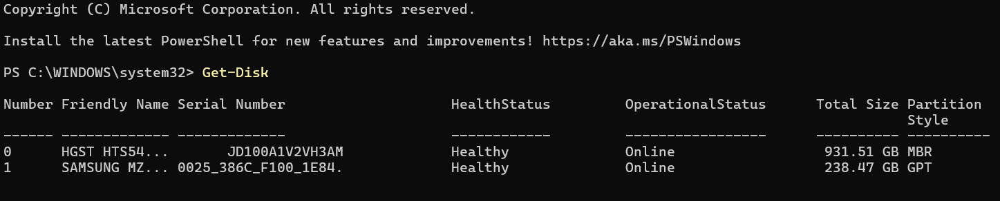 Copyright (C) Microsoft Corporation. All rights reserved.
Install the latest PowerShell for new features and improvements! https://aka.ms/PSWindows
PS C:\WINDOWS\system32> Get-Disk
Number Friendly Name Serial Number                    HealthStatus         OperationalStatus      Total Size Partition
                                                                                                             Style
------ ------------- -------------                    ------------         -----------------      ---------- ----------
0      HGST HTS54...       JD100A1V2VH3AM             Healthy              Online                  931.51 GB MBR
1      SAMSUNG MZ... 0025_386C_F100_1E84.             Healthy              Online                  238.47 GB GPT